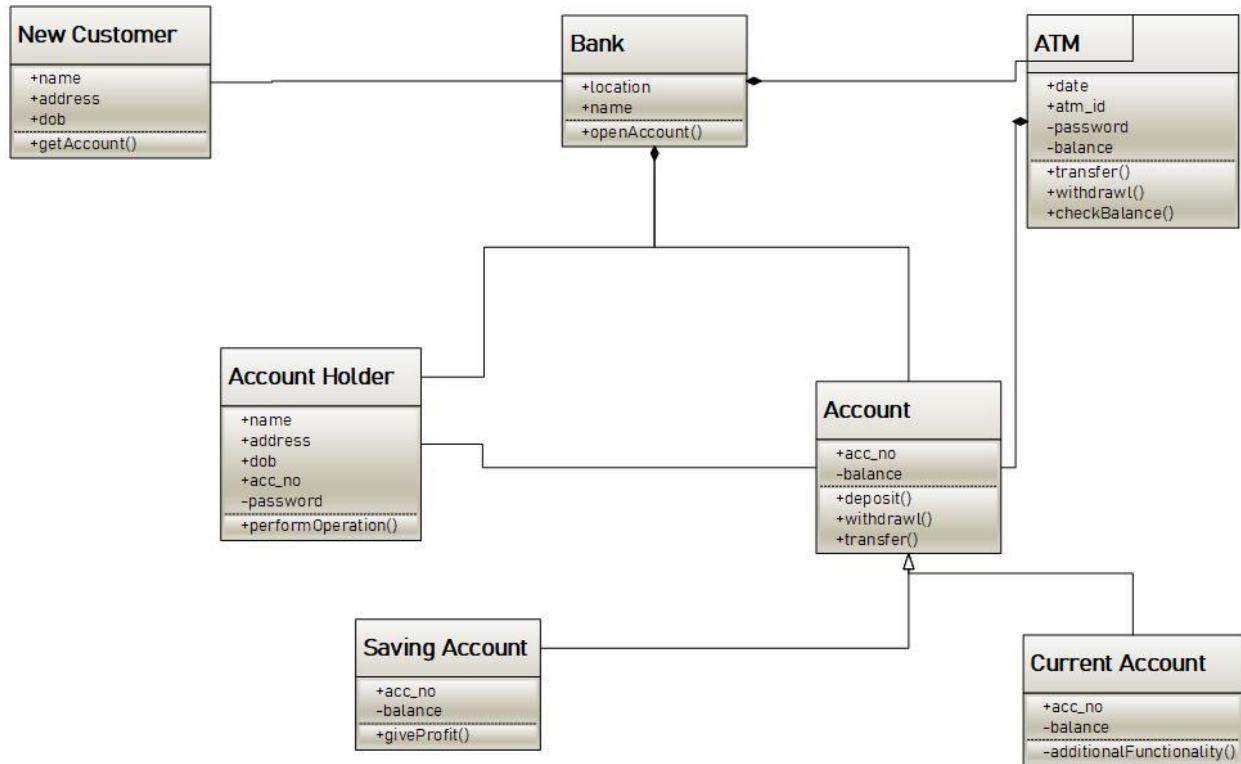 New Customer
+name
+address
+dob
+getAccount()
Bank
+location
+name
+openAccount()
ATM
+date
+atm_id
-password
-balance
+transfer()
+withdrawl()
+checkBalance()
Account Holder
+name
+address
+dob
+acc_no
-password
+performOperation()
Account
+acc_no
-balance
+deposit()
+withdrawl()
+transfer()
Saving Account
+acc_no
-balance
+giveProfit()
Current Account
+acc_no
-balance
-additionalFunctionality()